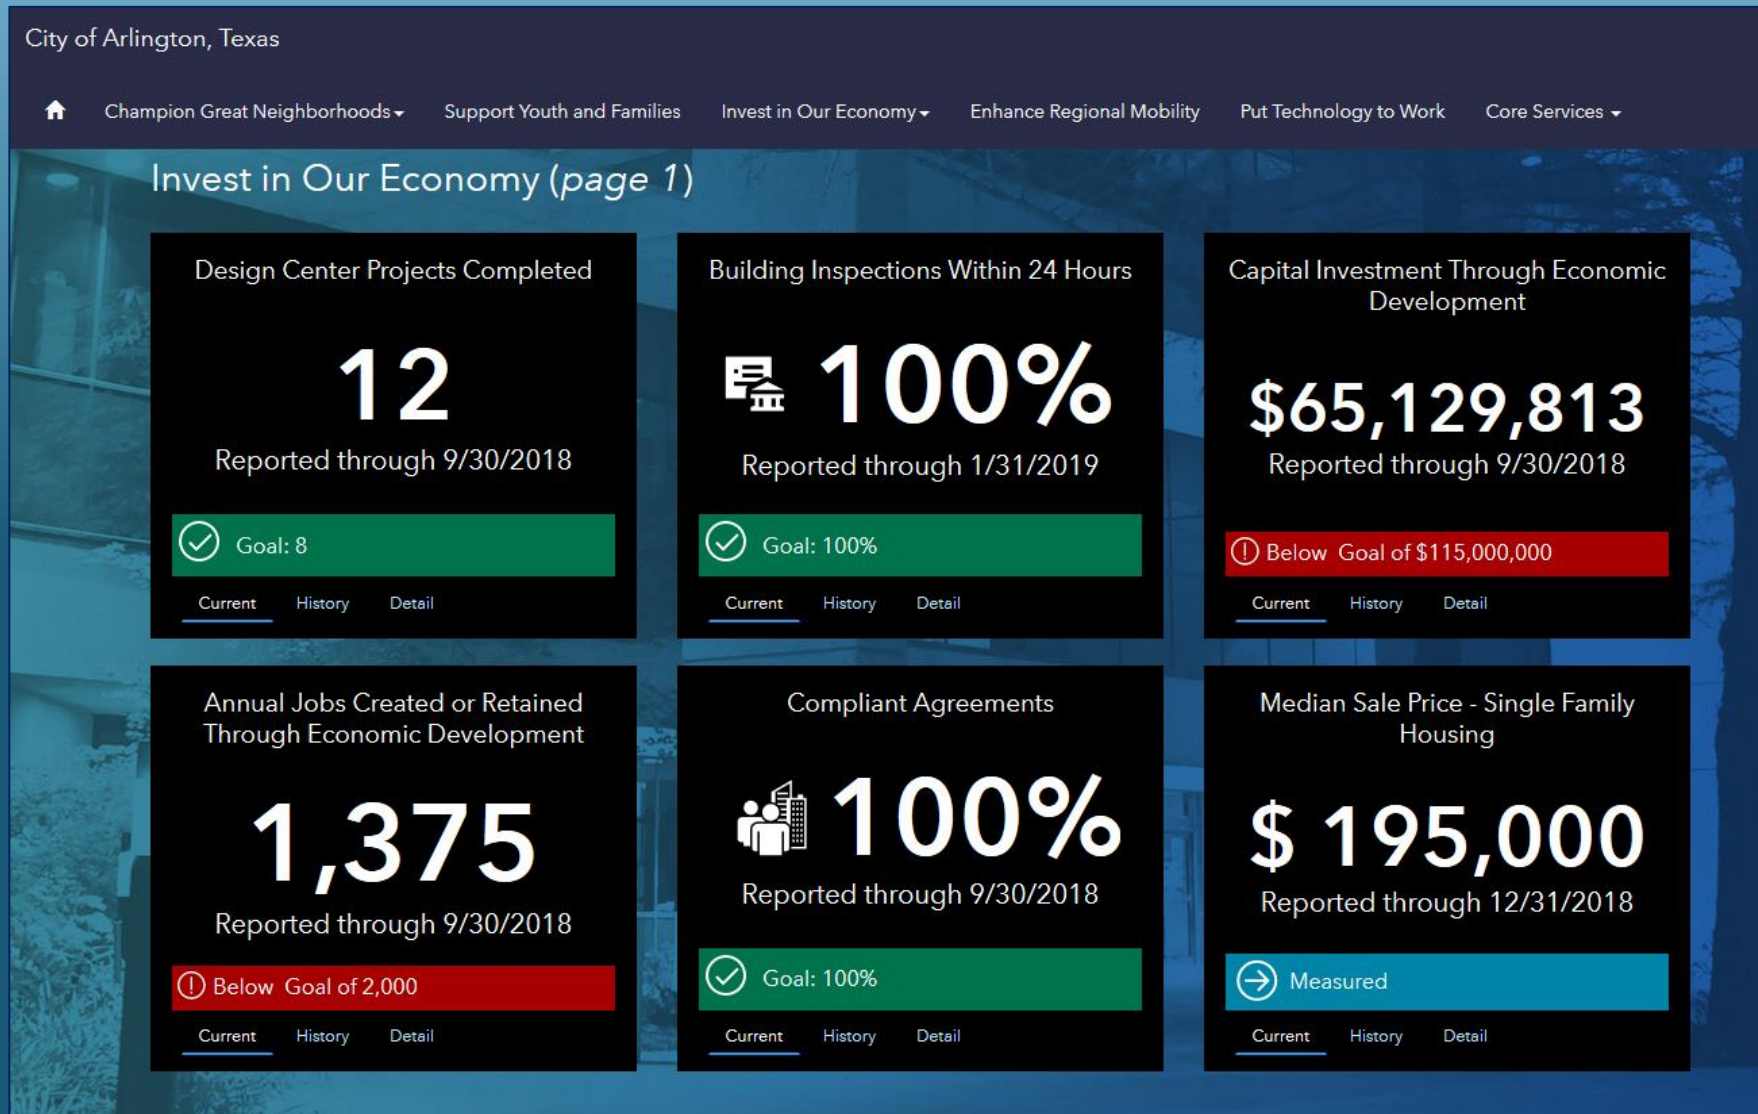 City of Arlington, Texas
Champion Great Neighborhoods
Support Youth and Families
Invest in Our Economy
Enhance Regional Mobility
Put Technology to Work
Core Services
Invest in Our Economy (page 1)
Design Center Projects Completed
12
Reported through 9/30/2018
Goal: 8
Current History Detail
Building Inspections Within 24 Hours
100%
Reported through 1/31/2019
Goal: 100%
Current History Detail
Capital Investment Through Economic
Development
$65,129,813
Reported through 9/30/2018
Below Goal of $115,000,000
Current History Detail
Annual Jobs Created or Retained
Through Economic Development
1,375
Reported through 9/30/2018
Below Goal of 2,000
Current History Detail
Compliant Agreements
100%
Reported through 9/30/2018
Goal: 100%
Current History Detail
Median Sale Price - Single Family
Housing
$ 195,000
Reported through 12/31/2018
Measured
Current History Detail